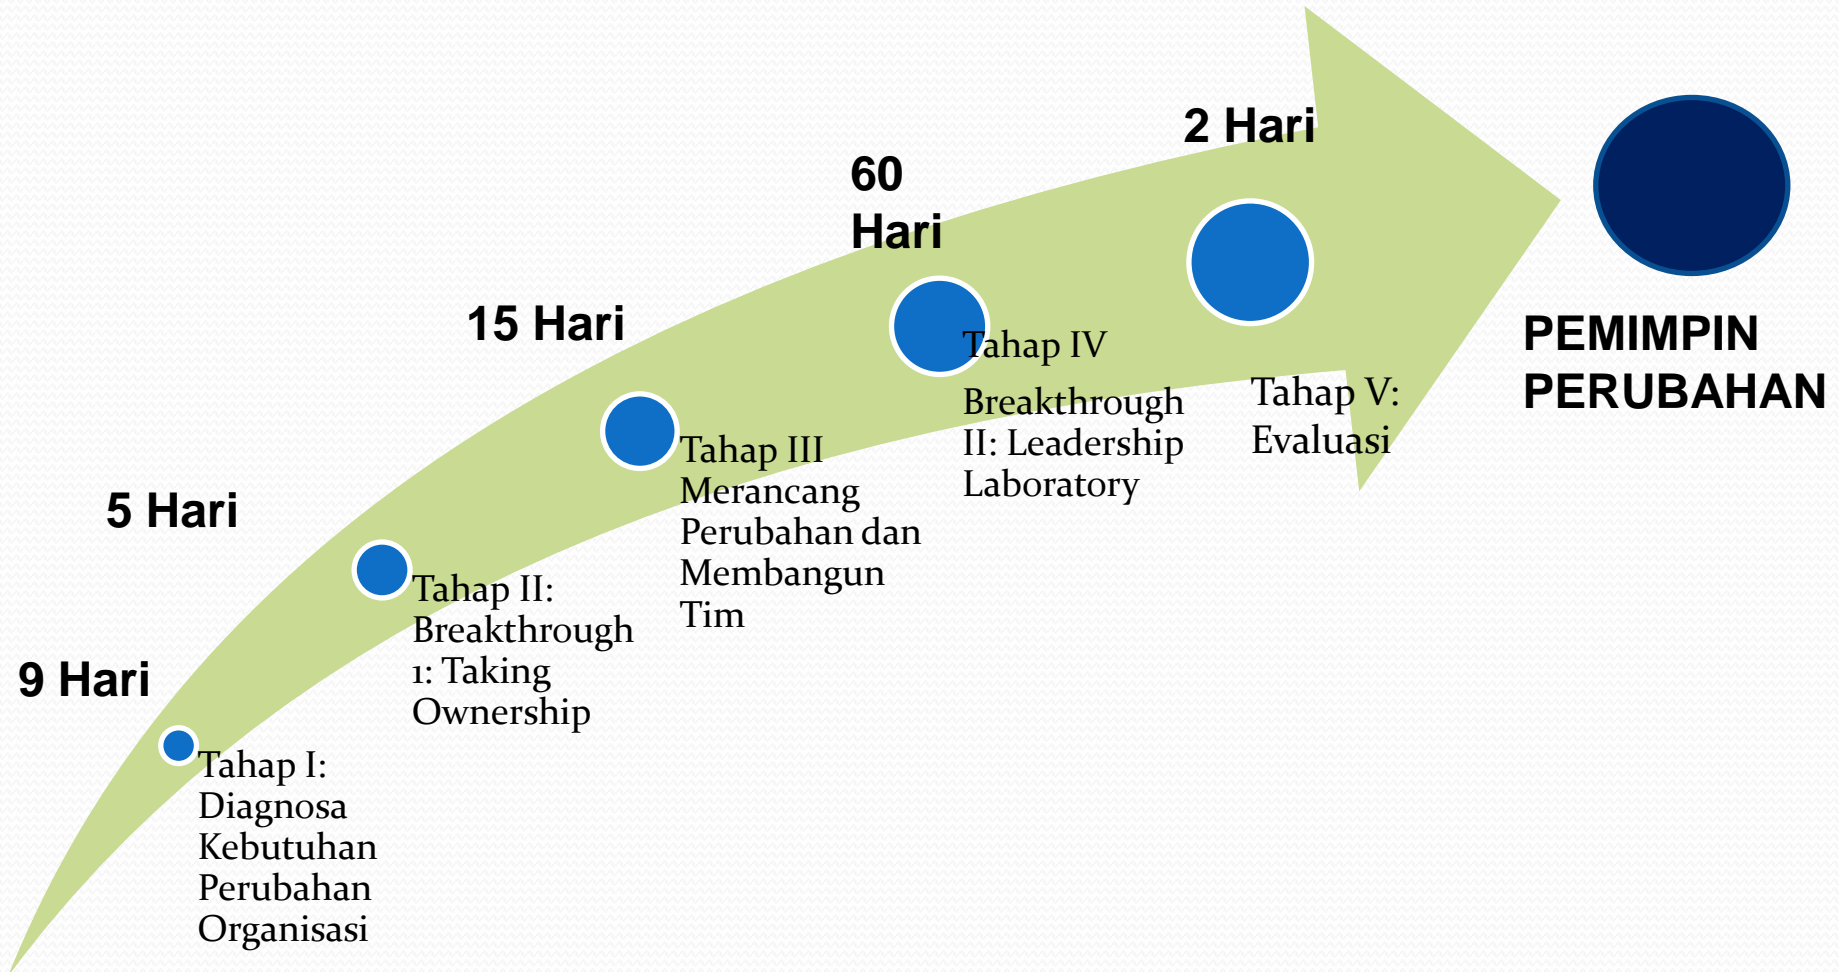 9 Hari
Tahap I:
Diagnosa
Kebutuhan
Perubahan
Organisasi
5 Hari
Tahap II:
Breakthrough
1: Taking
Ownership
15 Hari
Tahap III
Merancang
Perubahan dan
Membangun
Tim
60
Hari
Tahap IV
Breakthrough
II: Leadership
Laboratory
2 Hari
Tahap V:
Evaluasi
PEMIMPIN
PERUBAHAN